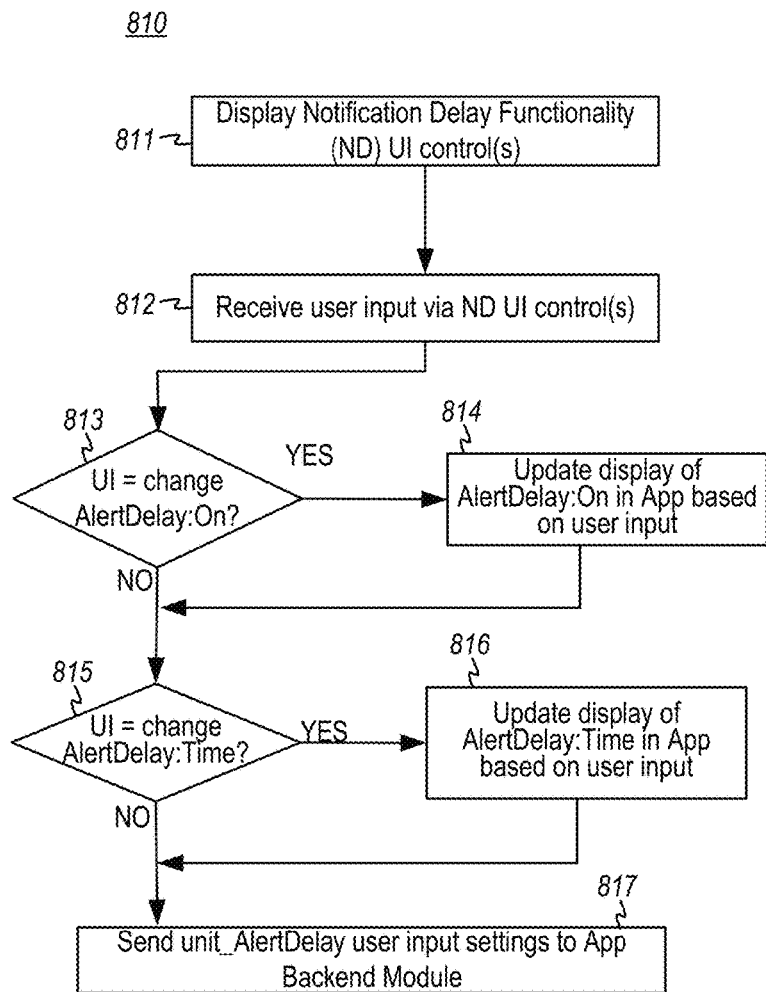 810
811
Display Notification Delay Functionality
(ND) UI control(s)
812
Receive user input via ND UI control(s)
813
UI = change
AlertDelay:On?
YES
NO
814
Update display of
AlertDelay:On in App based
on user input
815
UI = change
AlertDelay:Time?
YES
NO
816
Update display of
AlertDelay:Time in App
based on user input
817
Send unit_AlertDelay user input settings to App
Backend Module